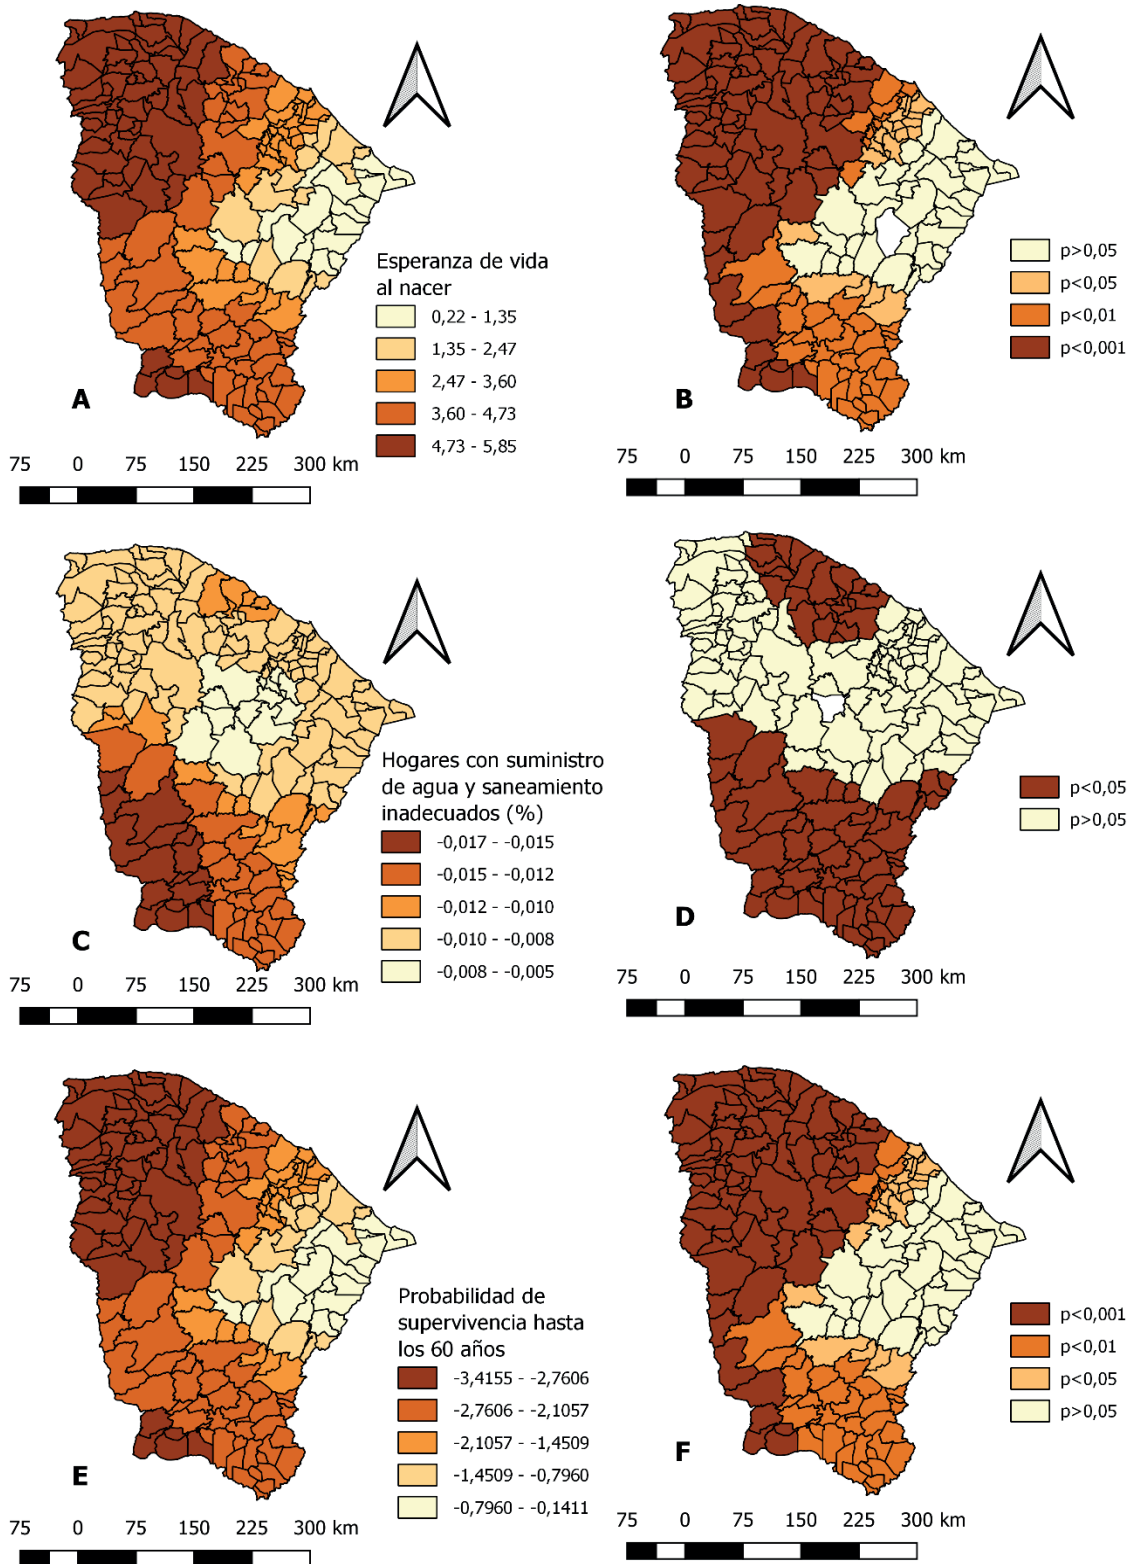 Esperanza de vida
al nacer
0,22 - 1,35
1,35 - 2,47
2,47 - 3,60
3,60 - 4,73
4,73 - 5,85
A
75 0 75 150 225 300 km
p>0,05
p<0,05
p<0,01
p<0,001
B
75 0 75 150 225 300 km
Hogares con suministro
de agua y saneamiento
inadecuados (%)
-0,017 - -0,015
-0,015 - -0,012
-0,012 - -0,010
-0,010 - -0,008
-0,008 - -0,005
C
75 0 75 150 225 300 km
p<0,05
p>0,05
D
75 0 75 150 225 300 km
Probabilidad de
supervivencia hasta
los 60 años
-3,4155 - -2,7606
-2,7606 - -2,1057
-2,1057 - -1,4509
-1,4509 - -0,7960
-0,7960 - -0,1411
E
75 0 75 150 225 300 km
p<0,001
p<0,01
p<0,05
p>0,05
F
75 0 75 150 225 300 km